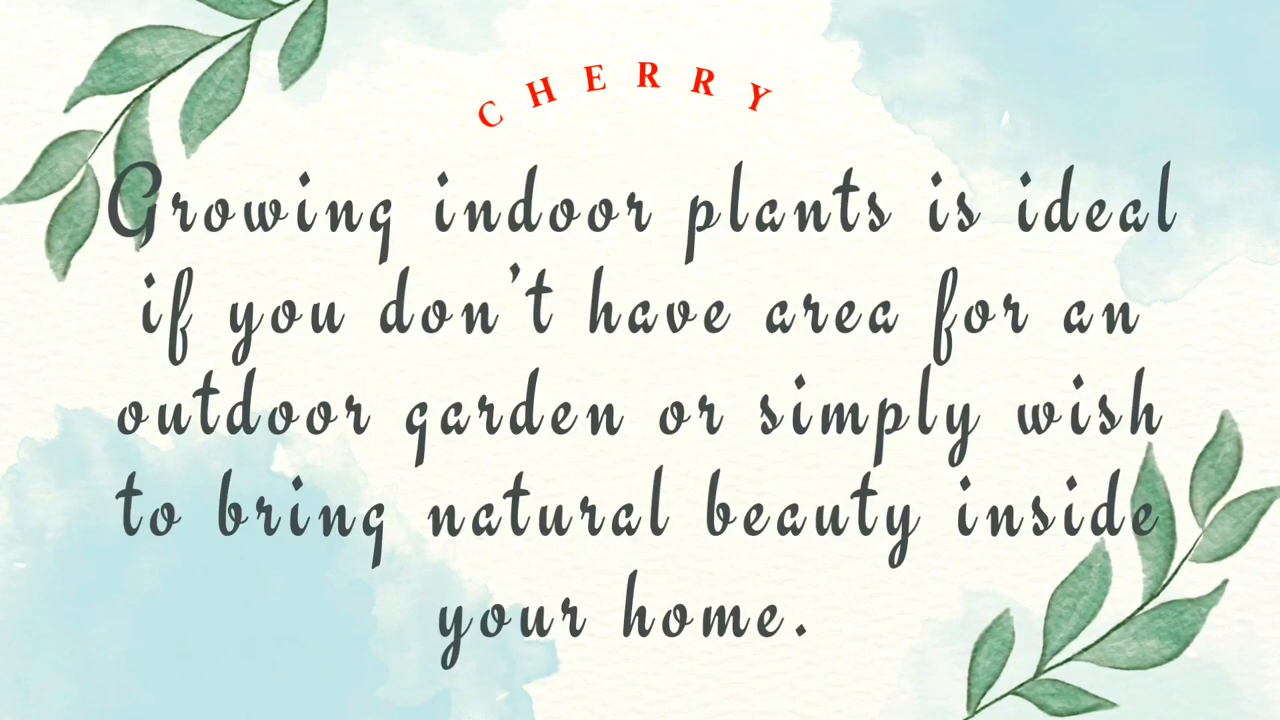 CHERRY
Growing indoor plants is ideal
if you don't have area for an
outdoor garden or simply wish
to bring natural beauty inside
your home.